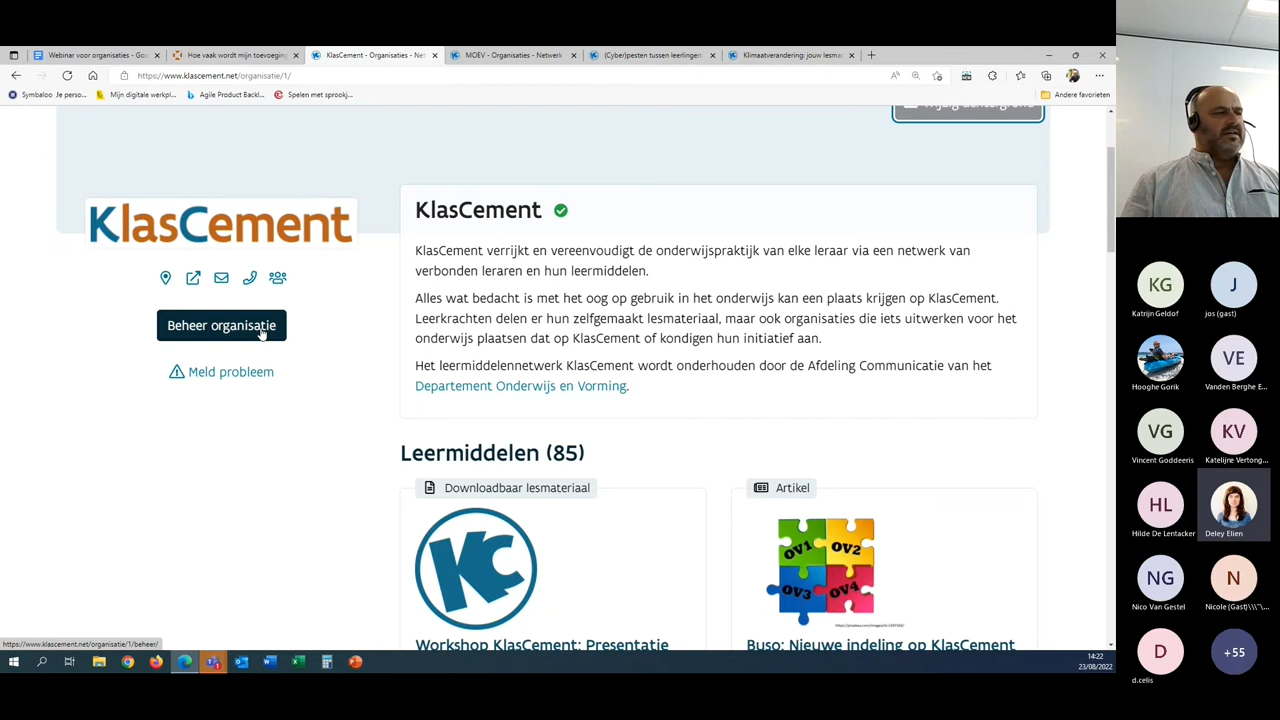 Webinar voor organisaties - Goo
Hoe vaak wordt mijn toevoeging
KlasCement - Organisaties - Net
MOEV - Organisaties - Netwerk
(Cyber)pesten tussen leerlingen
Klimaatverandering: jouw lesma
https://www.klascement.net/organisatie/1/
Symbaloo
Je perso...
Mijn digitale werkpl...
Agile Product Backl...
Spelen met sprookj...
Andere favorieten
KlasCement
KlasCement
KlasCement verrijkt en vereenvoudigt de onderwijspraktijk van elke leraar via een netwerk van
verbonden leraren en hun leermiddelen.
Alles wat bedacht is met het oog op gebruik in het onderwijs kan een plaats krijgen op KlasCement.
Leerkrachten delen er hun zelfgemaakt lesmateriaal, maar ook organisaties die iets uitwerken voor het
onderwijs plaatsen dat op KlasCement of kondigen hun initiatief aan.
Het leermiddelennetwerk KlasCement wordt onderhouden door de Afdeling Communicatie van het
Departement Onderwijs en Vorming.
Beheer organisatie
Meld probleem
Leermiddelen (85)
Downloadbaar lesmateriaal
Artikel
KC
OV1
OV2
OV3
OV4
Workshop KlasCement: Presentatie
Buso: Nieuwe indeling op KlasCement
https://www.klascement.net/organisatie/1/beheer/
14:22
23/08/2022
KG
J
Katrijn Geldof
jos (gast)
VE
Hooghe Gorik
Vanden Berghe E...
VG
KV
Vincent Goddeeris
Katelijne Vertong...
HL
Hilde De Lentacker
Deley Elien
NG
N
Nico Van Gestel
D
+55
d.celis